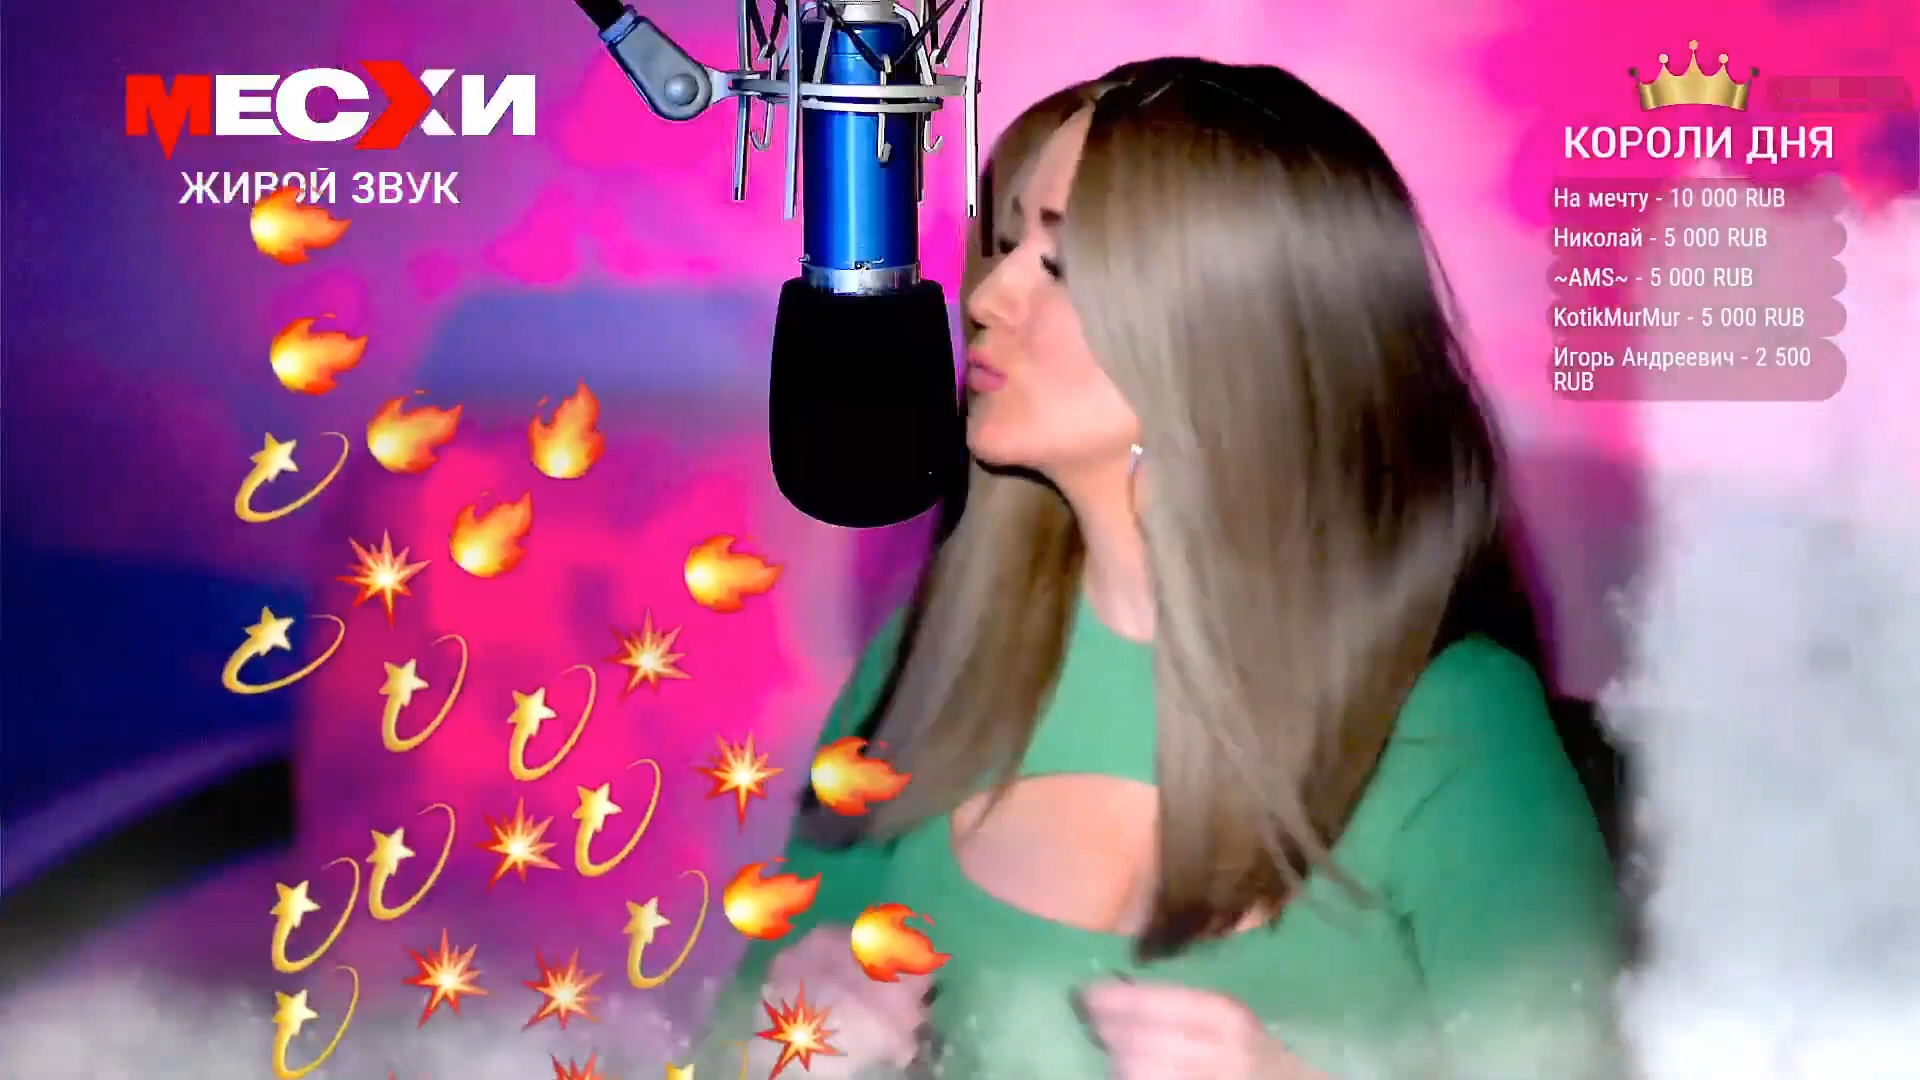 МЕСХИ
ЖИВОЙ ЗВУК
КОРОЛИ ДНЯ
На мечту - 10 000 RUB
Николай - 5 000 RUB
~AMS~ - 5 000 RUB
KotikMurMur - 5 000 RUB
Игорь Андреевич - 2 500
RUB